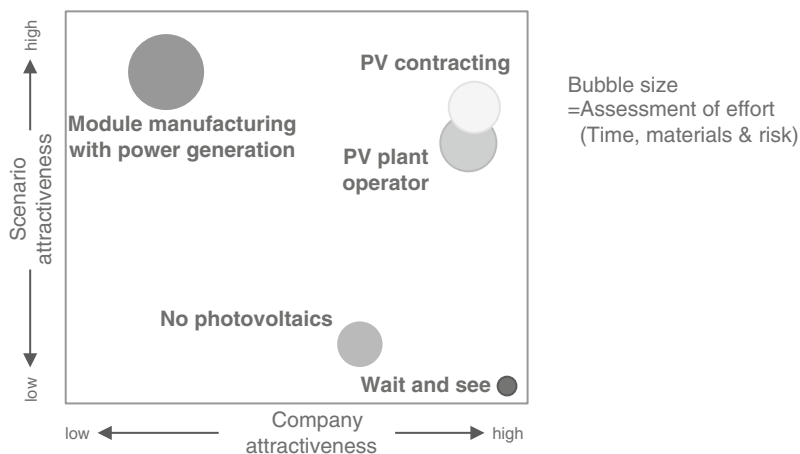 high
Scenario
attractiveness
low
Module manufacturing
with power generation
PV contracting
PV plant
operator
No photovoltaics
Wait and see
Bubble size
=Assessment of effort
(Time, materials & risk)
low
Company
attractiveness
high